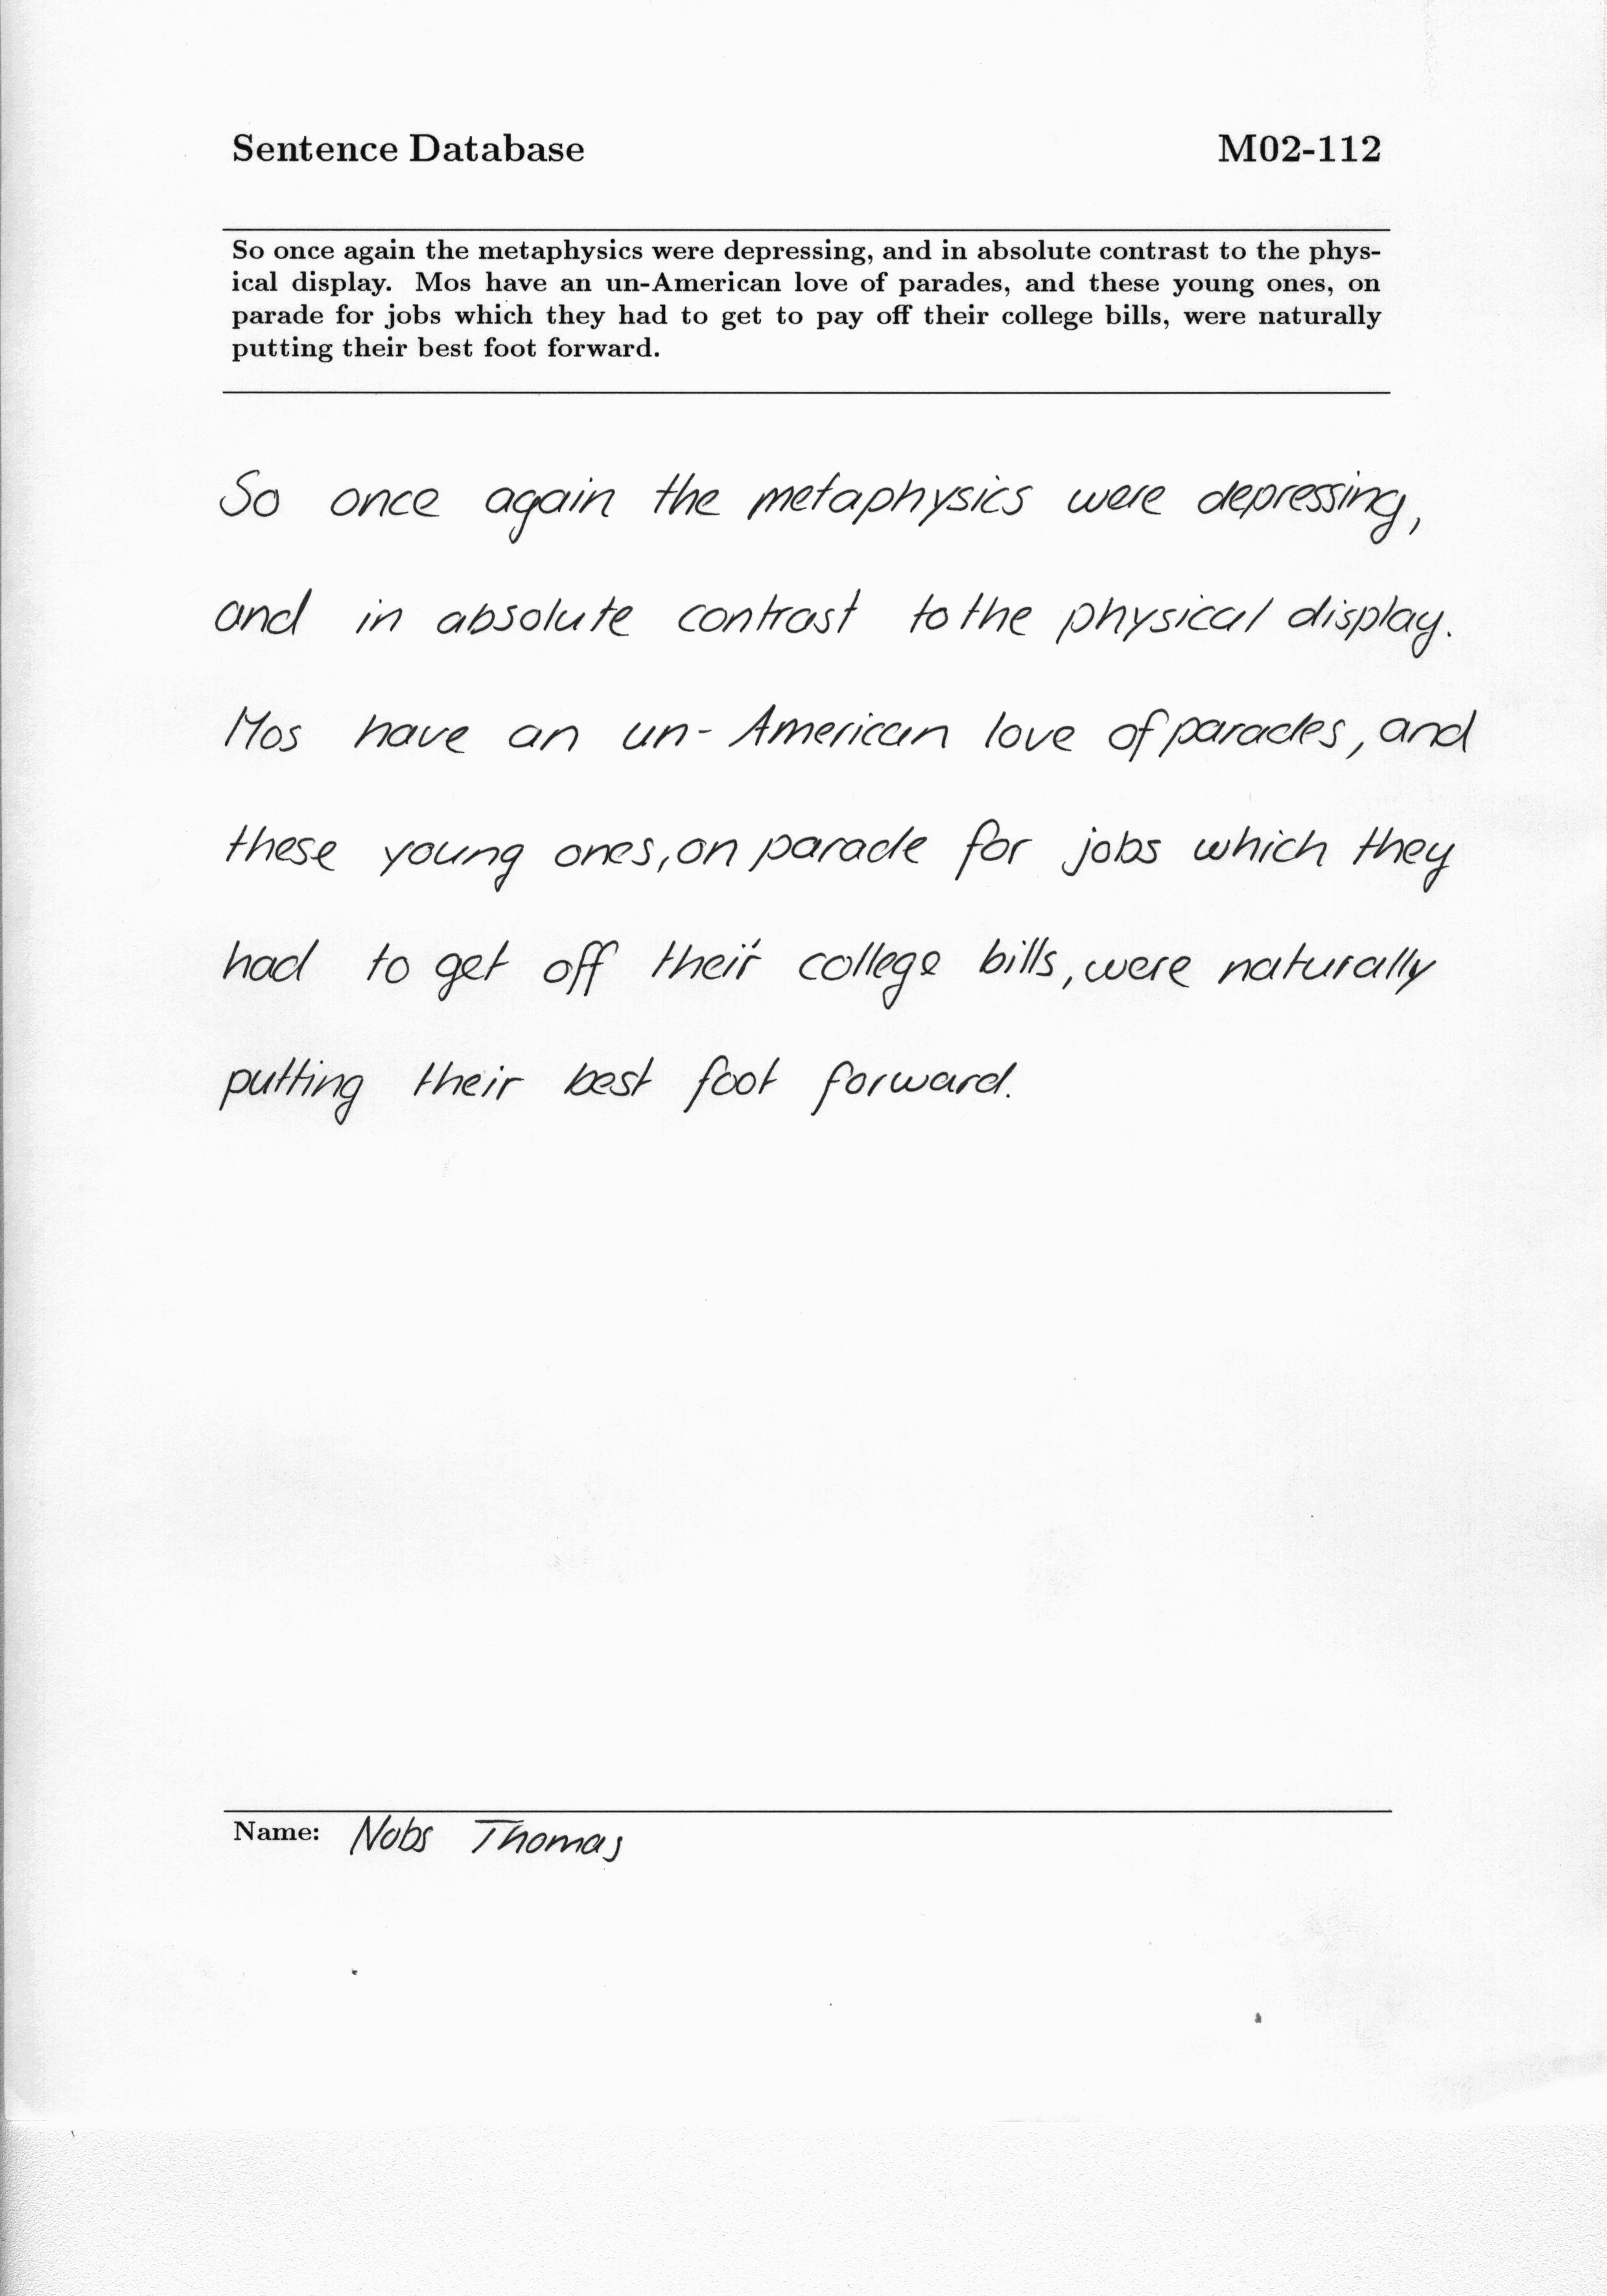 Sentence Database M02-112
So once again the metaphysics were depressing, and in absolute contrast to the phys-
ical display. Mos have an un-American love of parades, and these young ones, on
parade for jobs which they had to get to pay off their college bills, were naturally
putting their best foot forward.
So once again the metaphysics were depressing,
and in absolute contrast to the physical display.
Mos have an un-American love of parades, and
these young ones, on parade for jobs which they
had to get off their college bills, were naturally
putting their best foot forward.
Name: Nobs Thomas